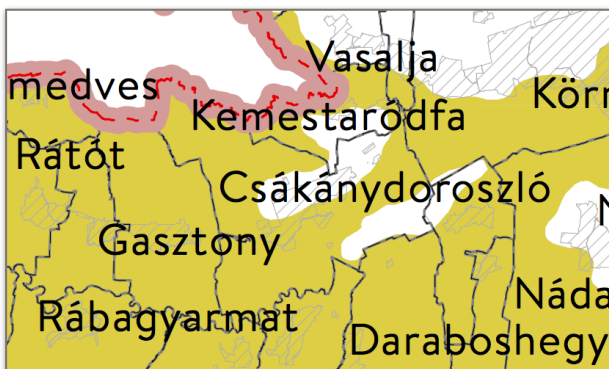 Vasalja
medves
Körn
Kemestaródfa
Rátót
Csákánydoroszló
N
Gasztony
Náda
Rábagyarmat
Daraboshegy